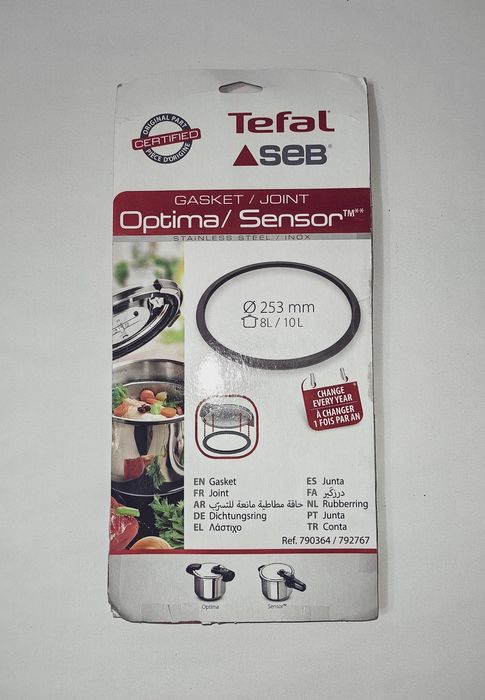 ORIGINAL PART
CERTIFIED
PIÈCE D'ORIGINE
Tefal
SEB®
GASKET / JOINT
Optima/ Sensor™**
STAINLESS STEEL / INOX
Ø 253 mm
8L / 10L
CHANGE
EVERY YEAR
À CHANGER
1 FOIS PAR AN
EN Gasket
FR Joint
AR حافة مطاطية مانعة للتسرّب
DE Dichtungsring
EL Λάστιχο
ES Junta
FA درزگیر
NL Rubberring
PT Junta
TR Conta
Ref. 790364 / 792767
Optima
Sensor™